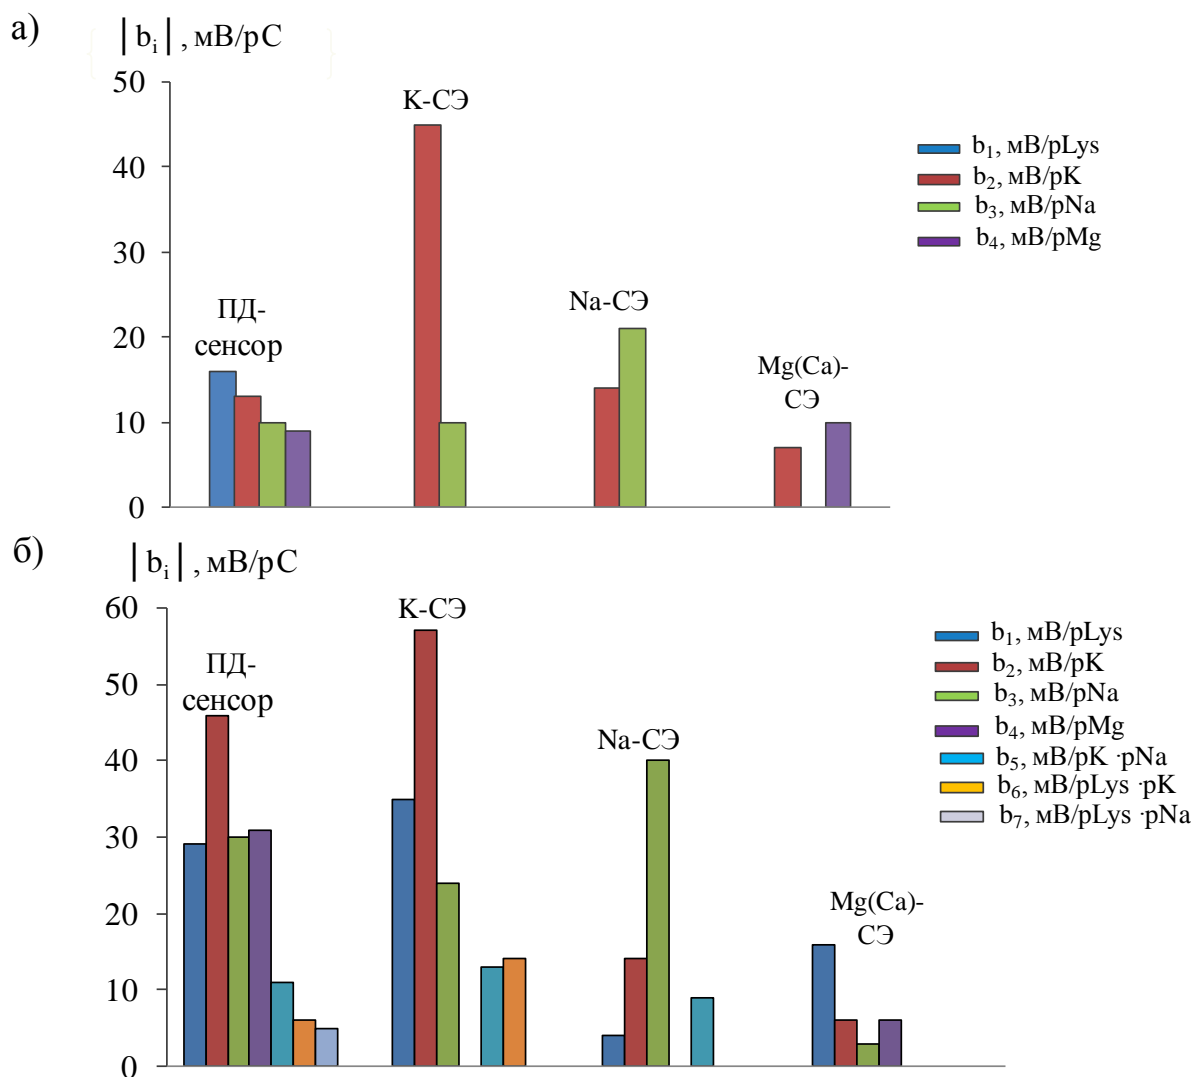 а)
│bᵢ│, мВ/рС
50
40
30
20
10
0
ПД-
сенсор
К-СЭ
Na-СЭ
Mg(Ca)-
СЭ
b₁, мВ/pLys
b₂, мВ/pK
b₃, мВ/pNa
b₄, мВ/pMg
б)
│bᵢ│, мВ/рС
60
50
40
30
20
10
0
ПД-
сенсор
К-СЭ
Na-СЭ
Mg(Ca)-
СЭ
b₁, мВ/pLys
b₂, мВ/pK
b₃, мВ/pNa
b₄, мВ/pMg
b₅, мВ/pK ·pNa
b₆, мВ/pLys ·pK
b₇, мВ/pLys ·pNa